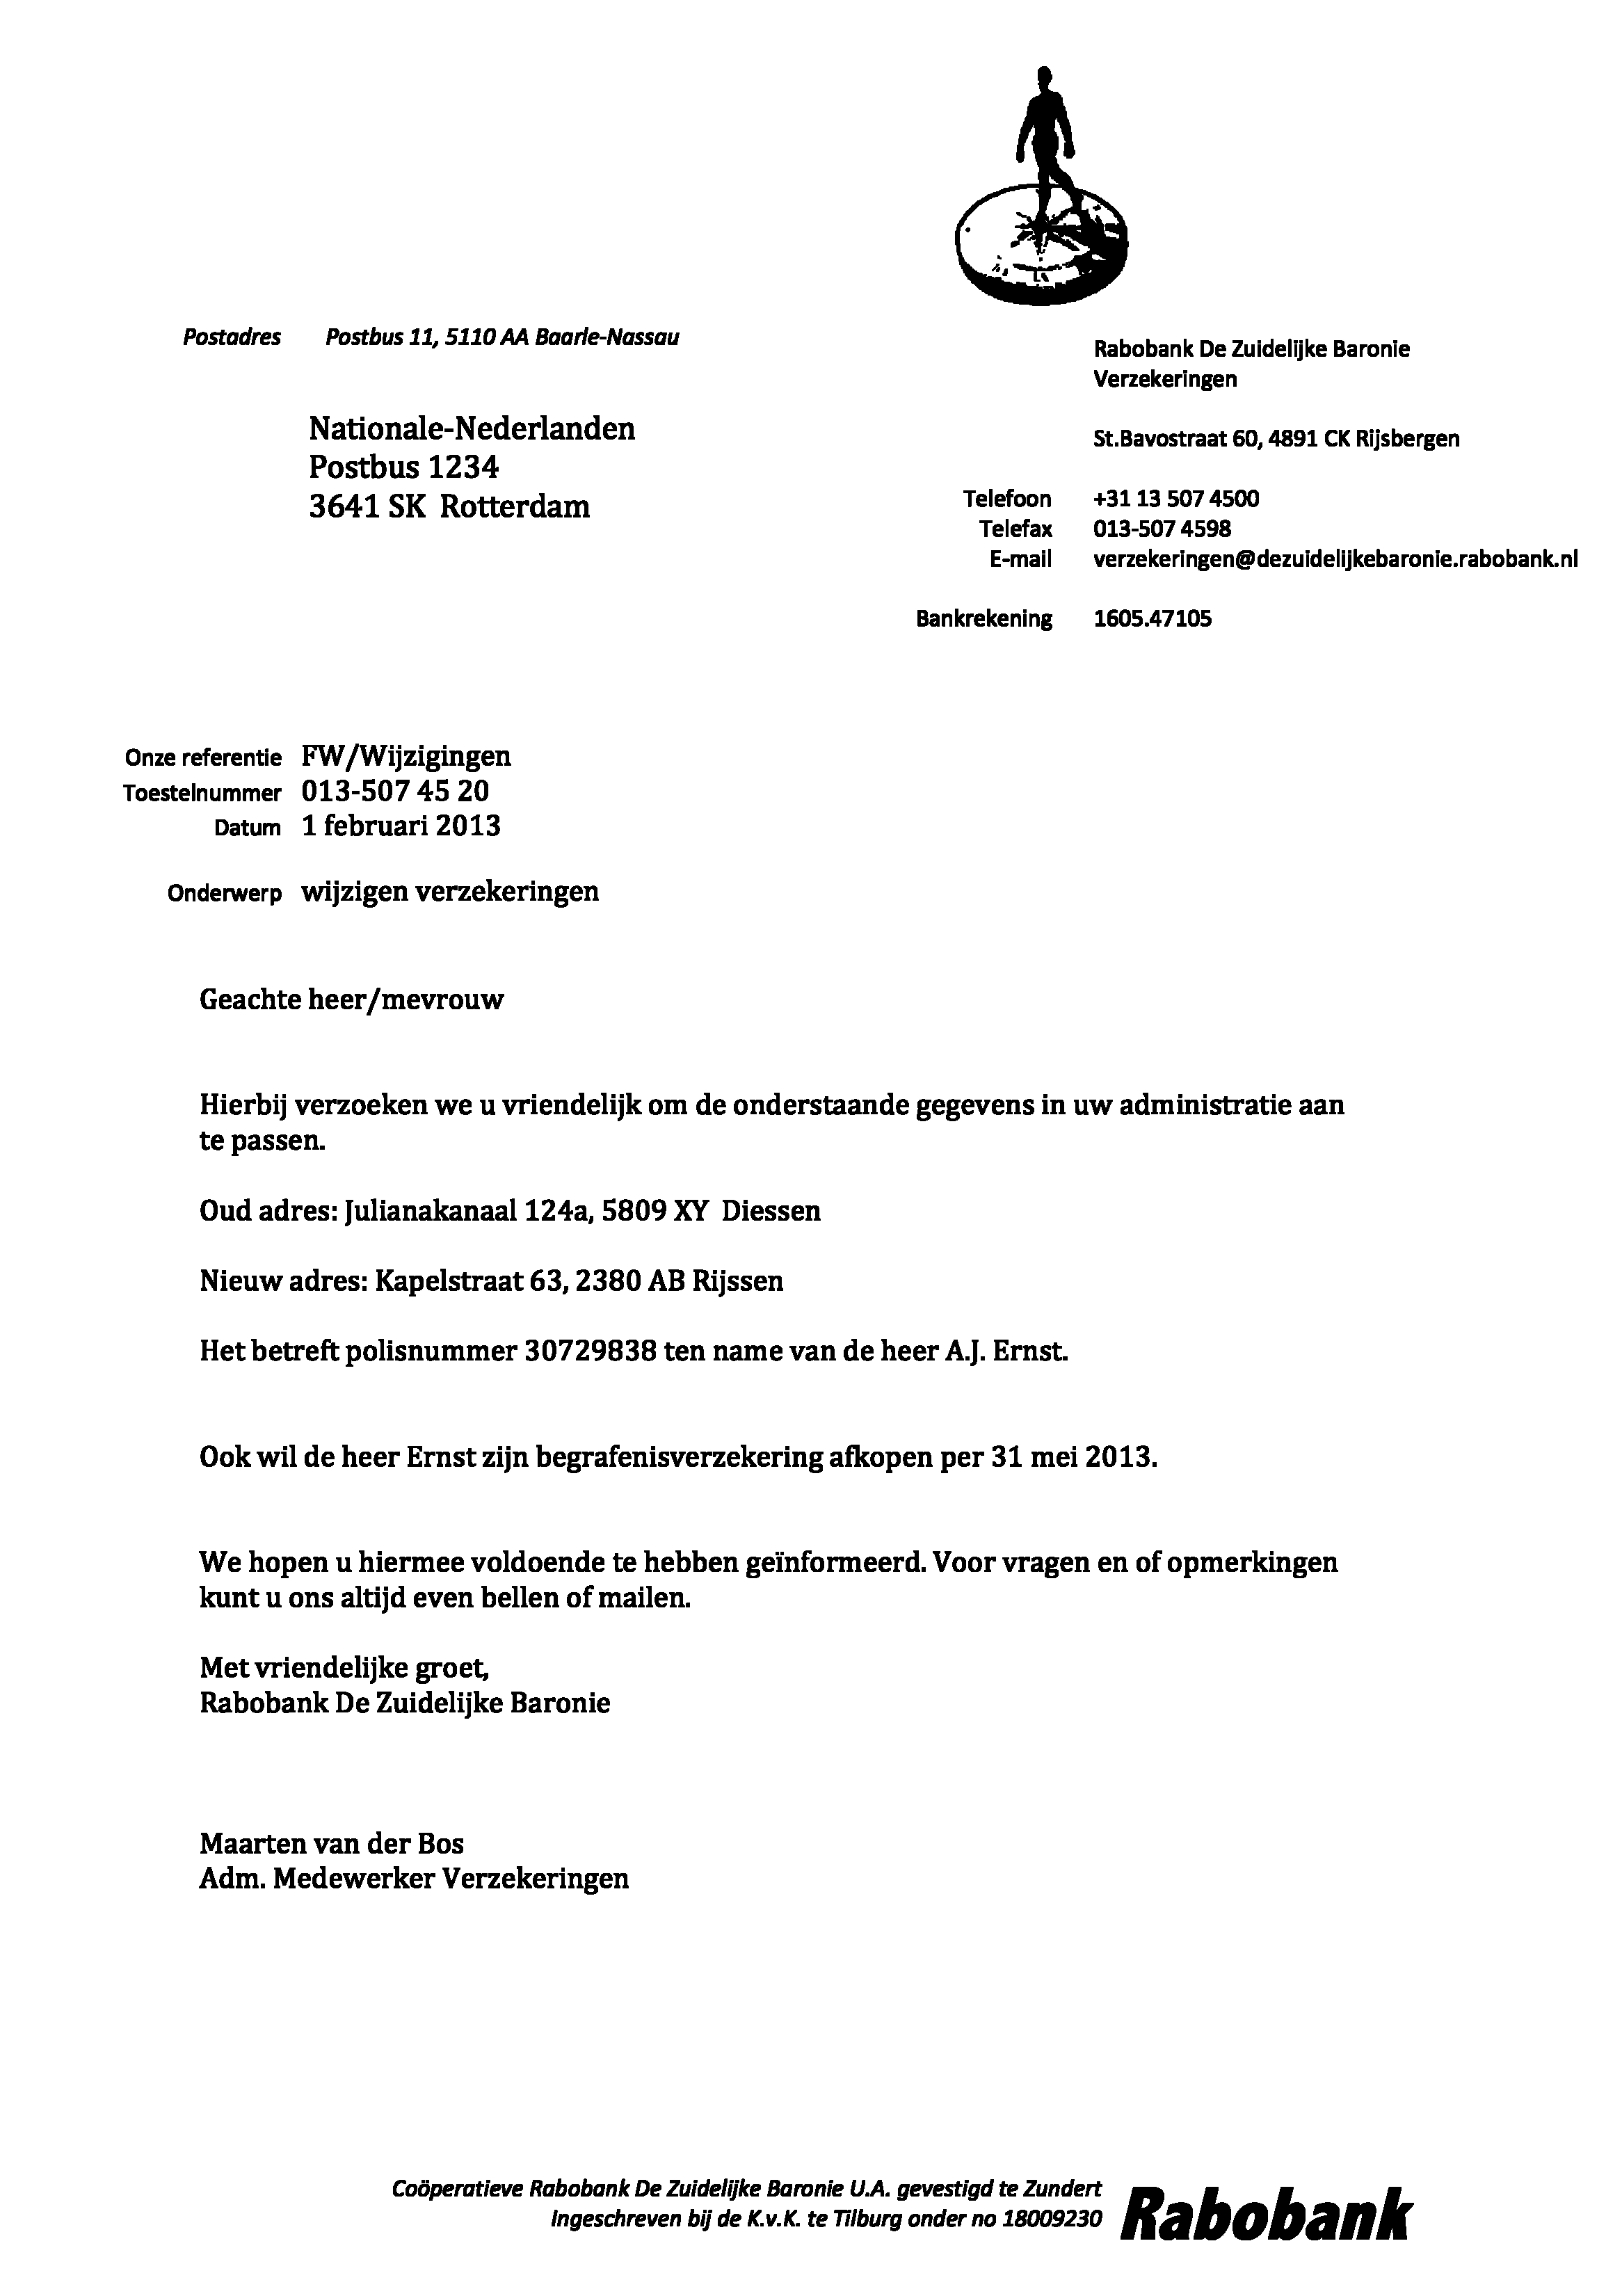 Postadres Postbus 11, 5110 AA Baarle-Nassau
Rabobank De Zuidelijke Baronie
Verzekeringen
Nationale-Nederlanden
Postbus 1234
3641 SK Rotterdam
St.Bavostraat 60, 4891 CK Rijsbergen
Telefoon +31 13 507 4500
Telefax 013-507 4598
E-mail verzekeringen@dezuidelijkebaronie.rabobank.nl
Bankrekening 1605.47105
Onze referentie FW/Wijzigingen
Toestelnummer 013-507 45 20
Datum 1 februari 2013
Onderwerp wijzigen verzekeringen
Geachte heer/mevrouw
Hierbij verzoeken we u vriendelijk om de onderstaande gegevens in uw administratie aan
te passen.
Oud adres: Julianakanaal 124a, 5809 XY Diessen
Nieuw adres: Kapelstraat 63, 2380 AB Rijssen
Het betreft polisnummer 30729838 ten name van de heer A.J. Ernst.
Ook wil de heer Ernst zijn begrafenisverzekering afkopen per 31 mei 2013.
We hopen u hiermee voldoende te hebben geïnformeerd. Voor vragen en of opmerkingen
kunt u ons altijd even bellen of mailen.
Met vriendelijke groet,
Rabobank De Zuidelijke Baronie
Maarten van der Bos
Adm. Medewerker Verzekeringen
Coöperatieve Rabobank De Zuidelijke Baronie U.A. gevestigd te Zundert
Ingeschreven bij de K.v.K. te Tilburg onder no 18009230
Rabobank